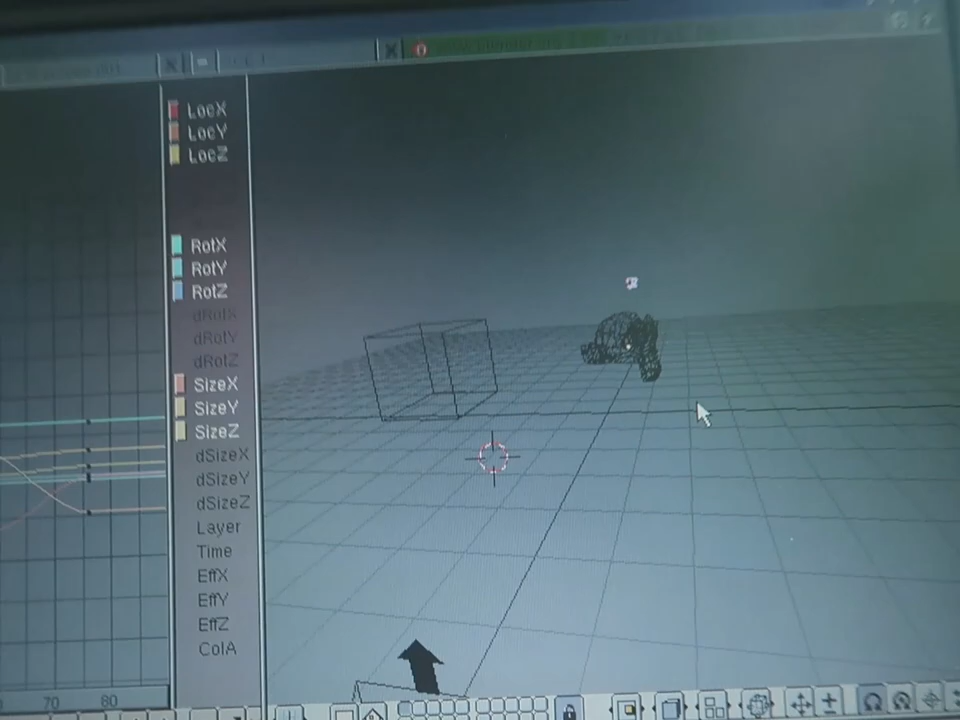 LocX
LocY
LocZ
RotX
RotY
RotZ
dRotX
dRotY
dRotZ
SizeX
SizeY
SizeZ
dSizeX
dSizeY
dSizeZ
Layer
Time
EffX
EffY
EffZ
ColA
70 80